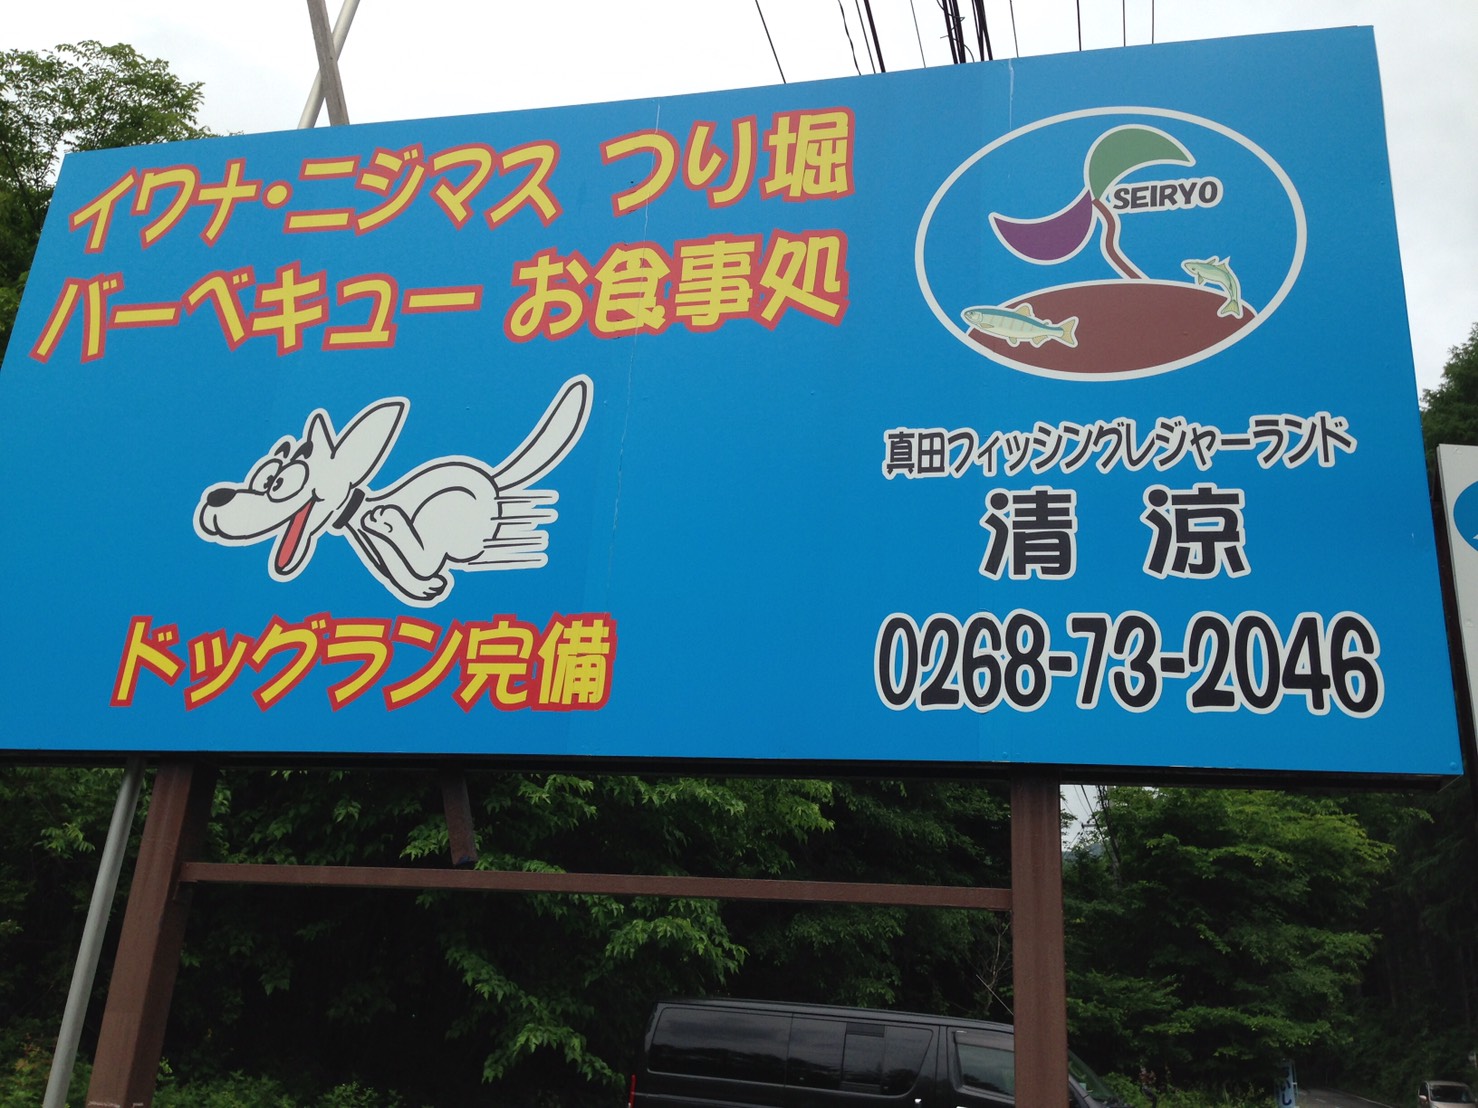 イワナ・ニジマス つり堀
バーベキュー お食事処
ドッグラン完備
SEIRYO
真田フィッシングレジャーランド
清 涼
0268-73-2046